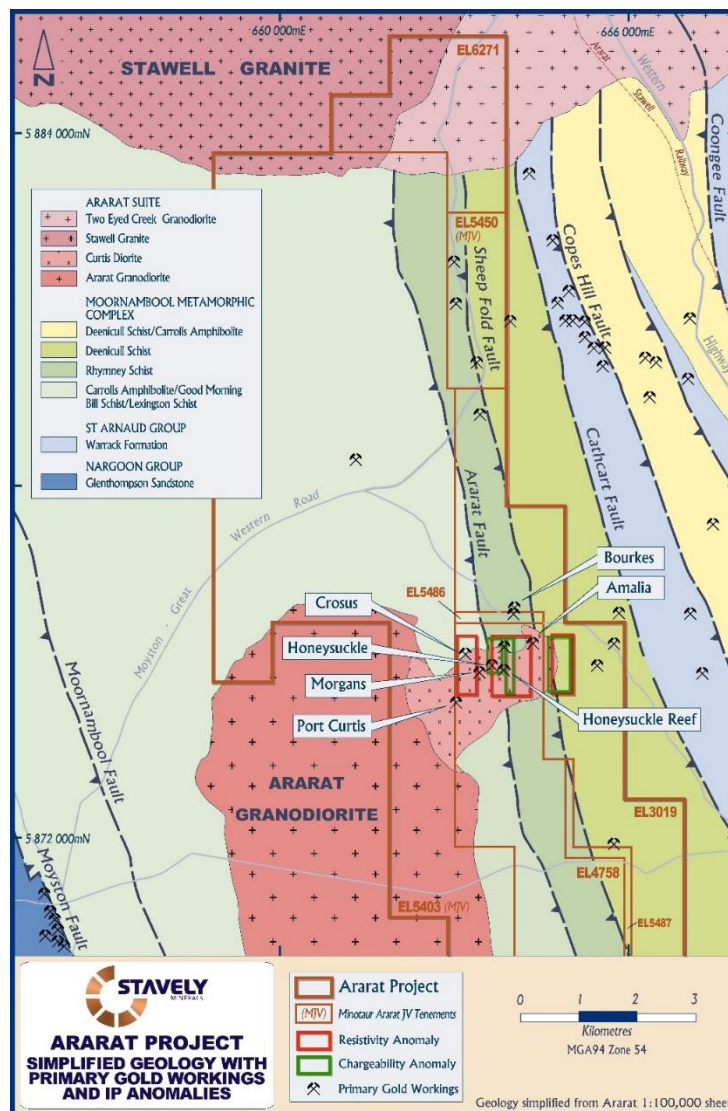 660 000mE
666 000mE
EL6271
N
STAWELL GRANITE
Western
Ararat
Stawell
Railway
Coongee Fault
5 884 000mN
ARARAT SUITE
Two Eyed Creek Granodiorite
Stawell Granite
Curtis Diorite
Ararat Granodiorite
MOORNAMBOOL METAMORPHIC
COMPLEX
Deenicull Schist/Carrolls Amphibolite
Deenicull Schist
Rhymney Schist
Carrolls Amphibolite/Good Morning
Bill Schist/Lexington Schist
ST ARNAUD GROUP
Warrack Formation
NARGOON GROUP
Glenthompson Sandstone
EL5450
(MJV)
Sheep Fold Fault
Copes Hill Fault
Highway
Cathcart Fault
Ararat Fault
Moyston - Great Western Road
Bourkes
Amalia
EL5486
Crosus
Honeysuckle
Morgans
Port Curtis
Honeysuckle Reef
Moornambool Fault
ARARAT
GRANODIORITE
EL3019
5 872 000mN
Moyston Fault
EL4758
EL5403 (MJV)
EL5487
STAVELY
MINERALS
ARARAT PROJECT
SIMPLIFIED GEOLOGY WITH
PRIMARY GOLD WORKINGS
AND IP ANOMALIES
Ararat Project
(MJV) Minotaur Ararat JV Tenements
Resistivity Anomaly
Chargeability Anomaly
Primary Gold Workings
0 1 2 3
Kilometres
MGA94 Zone 54
Geology simplified from Ararat 1:100,000 shee